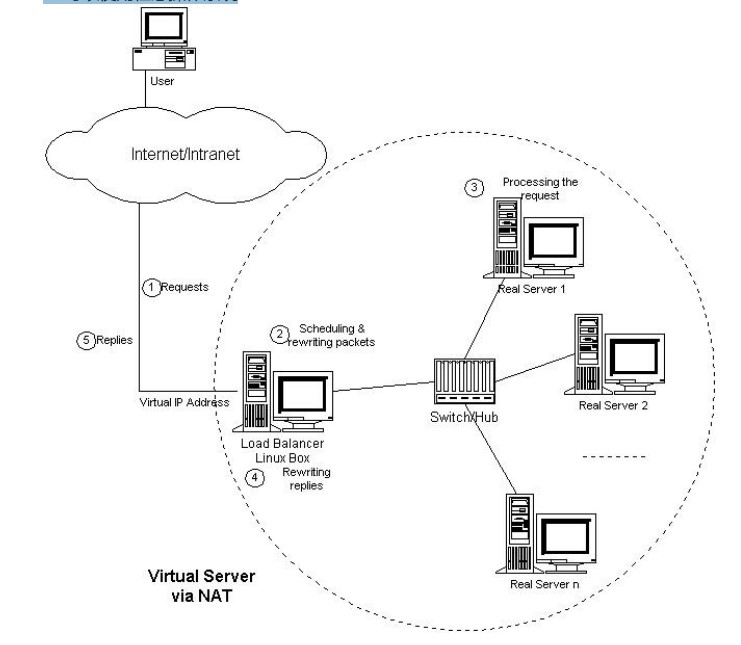 User
Internet/Intranet
3 Processing the
request
Real Server 1
1 Requests
2 Scheduling &
rewriting packets
5 Replies
Virtual IP Address
Real Server 2
Switch/Hub
Load Balancer
Linux Box
4 Rewriting
replies
Virtual Server
via NAT
Real Server n